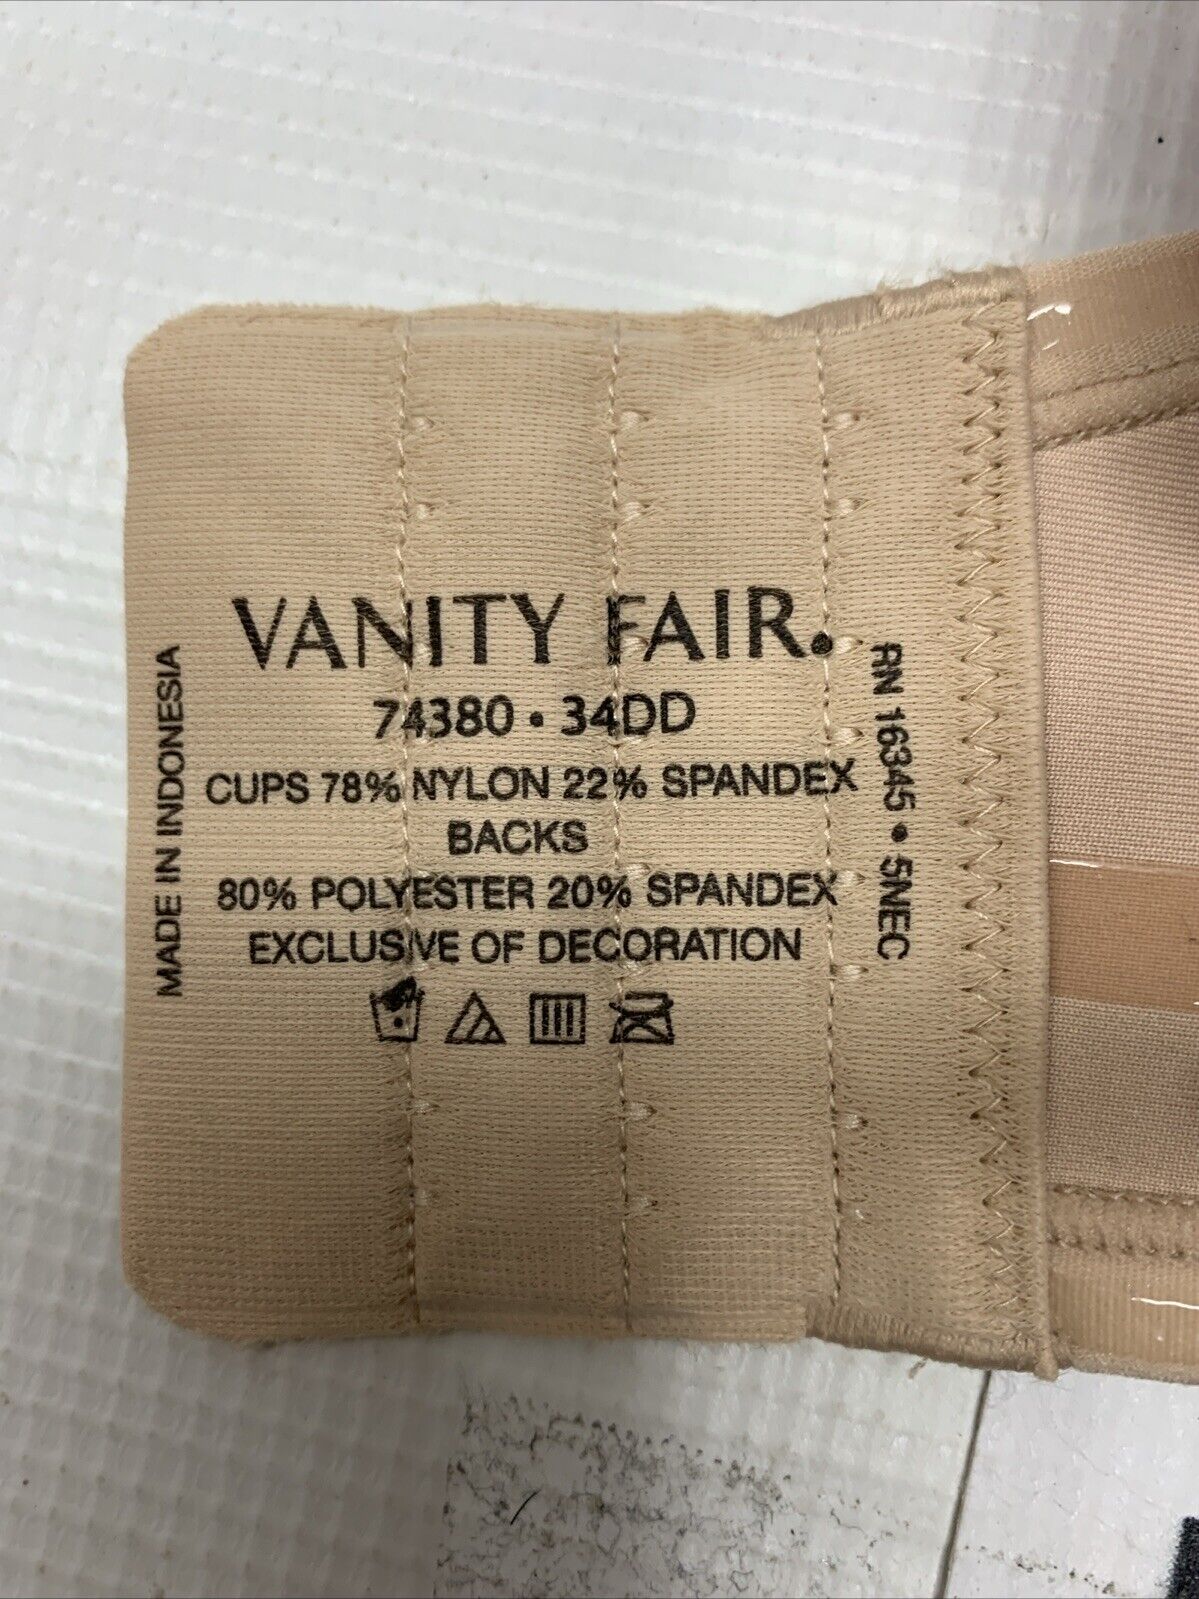 VANITY FAIR.
74380 • 34DD
CUPS 78% NYLON 22% SPANDEX
BACKS
80% POLYESTER 20% SPANDEX
EXCLUSIVE OF DECORATION
MADE IN INDONESIA
RN 16345 • 5NEC